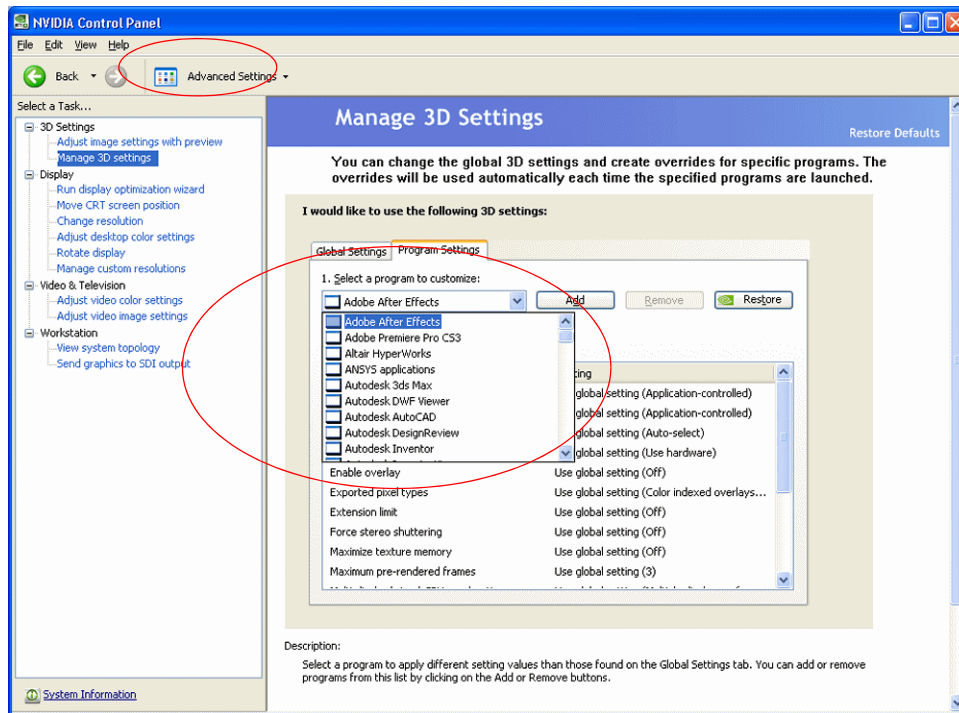 NVIDIA Control Panel
File Edit View Help
Back Advanced Settings
Select a Task...
3D Settings
Adjust image settings with preview
Manage 3D settings
Display
Run display optimization wizard
Move CRT screen position
Change resolution
Adjust desktop color settings
Rotate display
Manage custom resolutions
Video & Television
Adjust video color settings
Adjust video image settings
Workstation
View system topology
Send graphics to SDI output
System Information
Manage 3D Settings
Restore Defaults
You can change the global 3D settings and create overrides for specific programs. The
overrides will be used automatically each time the specified programs are launched.
I would like to use the following 3D settings:
Global Settings Program Settings
1. Select a program to customize:
Adobe After Effects Add Remove Restore
Adobe After Effects
Adobe Premiere Pro CS3
Altair HyperWorks
ANSYS applications
Autodesk 3ds Max
Autodesk DWF Viewer
Autodesk AutoCAD
Autodesk DesignReview
Autodesk Inventor
global setting (Application-controlled)
global setting (Application-controlled)
global setting (Auto-select)
global setting (Use hardware)
Enable overlay Use global setting (Off)
Exported pixel types Use global setting (Color indexed overlays...
Extension limit Use global setting (Off)
Force stereo shuttering Use global setting (Off)
Maximize texture memory Use global setting (Off)
Maximum pre-rendered frames Use global setting (3)
Description:
Select a program to apply different setting values than those found on the Global Settings tab. You can add or remove
programs from this list by clicking on the Add or Remove buttons.